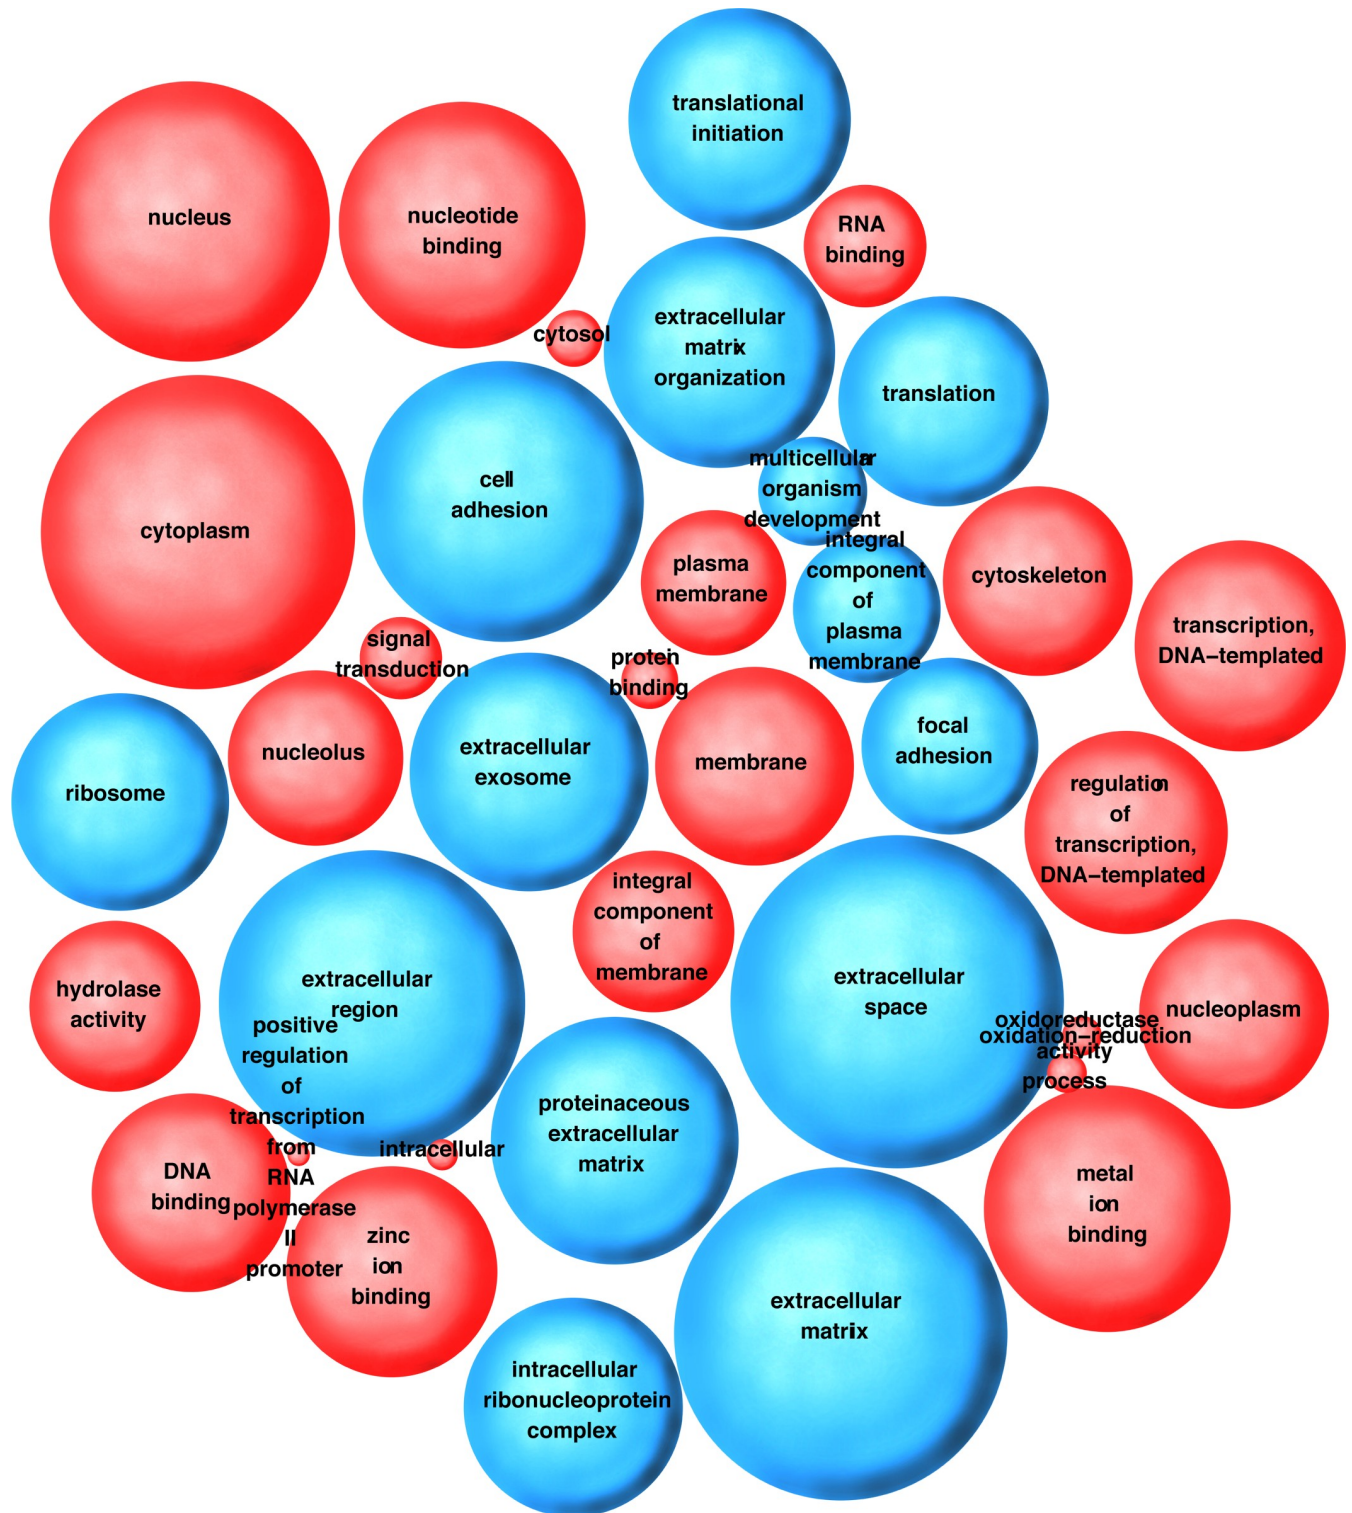 translational
initiation
nucleus
nucleotide
binding
RNA
binding
cytosol
extracellular
matrix
organization
translation
cell
adhesion
multicellular
organism
development
cytoplasm
plasma
membrane
integral
component
of
plasma
membrane
cytoskeleton
transcription,
DNA–templated
signal
transduction
protein
binding
nucleolus
extracellular
exosome
membrane
focal
adhesion
ribosome
regulation
of
transcription,
DNA–templated
integral
component
of
membrane
hydrolase
activity
extracellular
region
extracellular
space
nucleoplasm
oxidoreductase
activity
oxidation–reduction
process
positive
regulation
of
transcription
from
RNA
polymerase
II
promoter
intracellular
proteinaceous
extracellular
matrix
DNA
binding
zinc
ion
binding
metal
ion
binding
extracellular
matrix
intracellular
ribonucleoprotein
complex